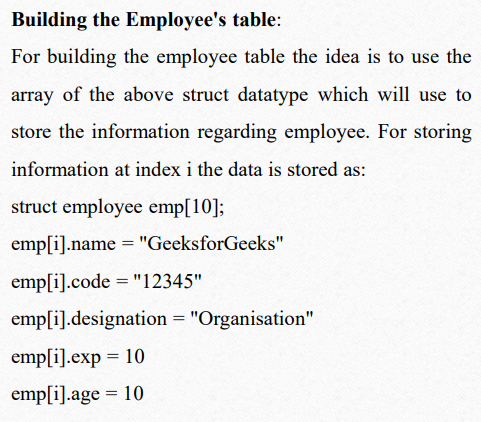 Building the Employee's table:
For building the employee table the idea is to use the
array of the above struct datatype which will use to
store the information regarding employee. For storing
information at index i the data is stored as:
struct employee emp[10];
emp[i].name = "GeeksforGeeks"
emp[i].code = "12345"
emp[i].designation = "Organisation"
emp[i].exp = 10
emp[i].age = 10